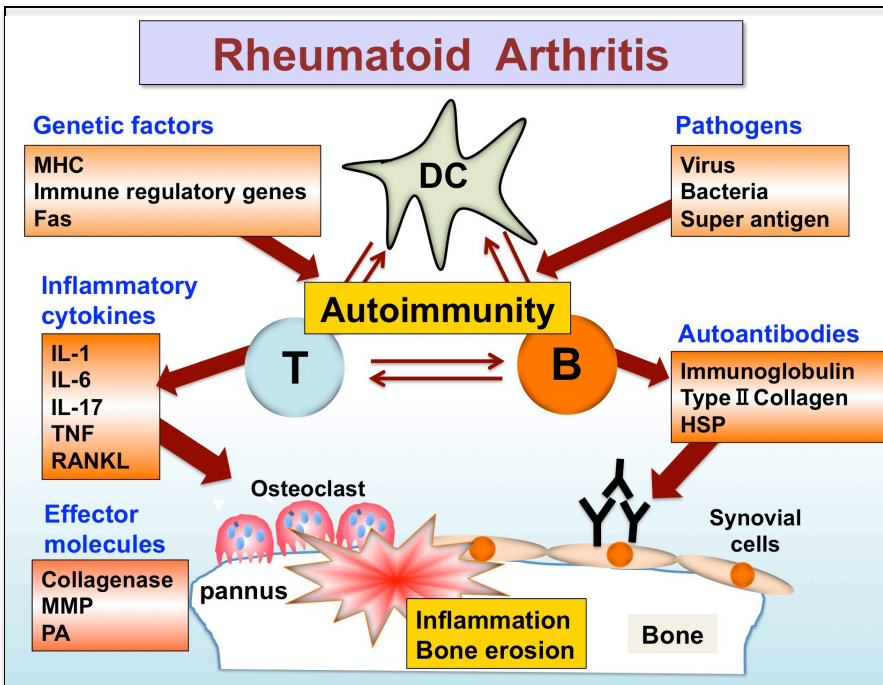 Rheumatoid Arthritis
Genetic factors
MHC
Immune regulatory genes
Fas
DC
Pathogens
Virus
Bacteria
Super antigen
Autoimmunity
Inflammatory
cytokines
IL-1
IL-6
IL-17
TNF
RANKL
T
B
Autoantibodies
Immunoglobulin
Type Ⅱ Collagen
HSP
Osteoclast
Synovial
cells
Effector
molecules
Collagenase
MMP
PA
pannus
Inflammation
Bone erosion
Bone